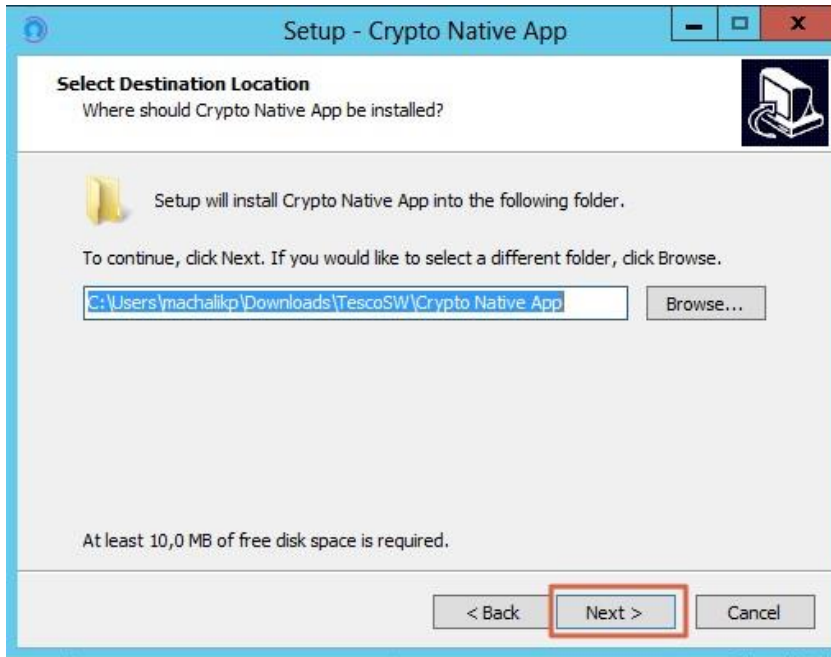 Setup - Crypto Native App
Select Destination Location
Where should Crypto Native App be installed?
Setup will install Crypto Native App into the following folder.
To continue, click Next. If you would like to select a different folder, click Browse.
C:\Users\machalikp\Downloads\TescoSW\Crypto Native App
Browse...
At least 10,0 MB of free disk space is required.
< Back Next > Cancel